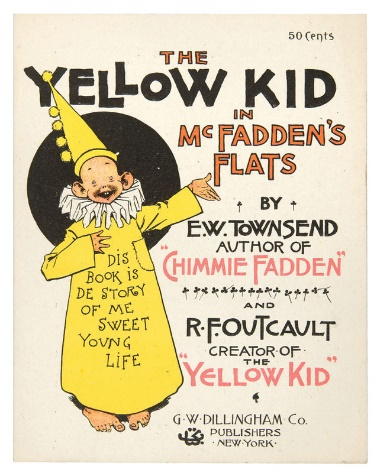 50 Cents
THE
YELLOW KID
IN
McFADDEN'S
FLATS
BY
E.W. TOWNSEND
AUTHOR OF
"CHIMMIE FADDEN"
AND
R.F. OUTCAULT
CREATOR OF
THE
"YELLOW KID"
G.W. DILLINGHAM Co.
PUBLISHERS
NEW YORK.
DIS
BOOK IS
DE STORY
OF ME
SWEET
YOUNG
LIFE